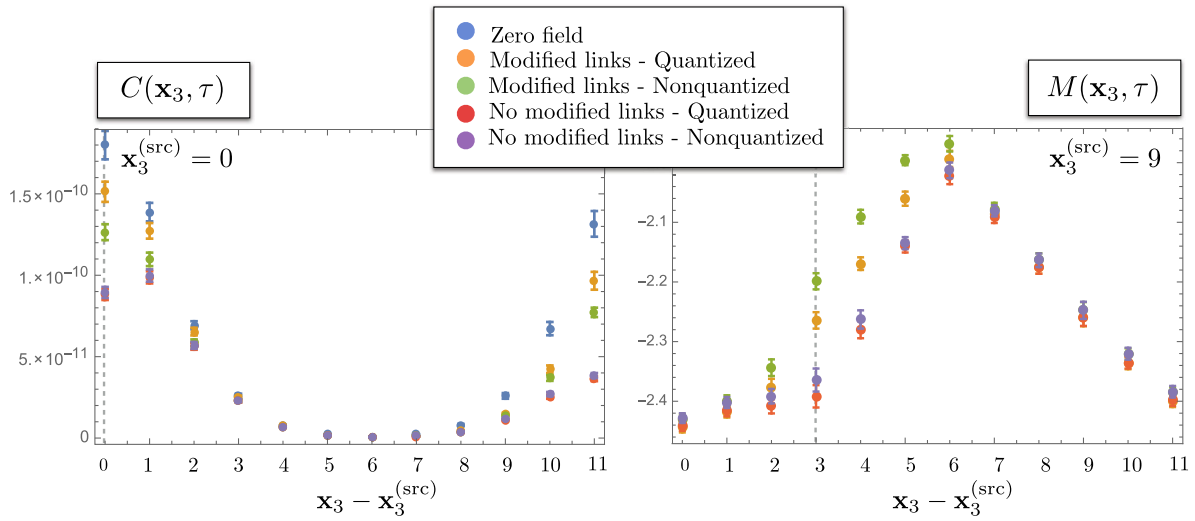 Zero field
Modified links - Quantized
Modified links - Nonquantized
No modified links - Quantized
No modified links - Nonquantized
C(x₃, τ)
M(x₃, τ)
x₃^(src) = 0
x₃^(src) = 9
1.5×10⁻¹⁰
1.×10⁻¹⁰
5.×10⁻¹¹
0
0 1 2 3 4 5 6 7 8 9 10 11
x₃ − x₃^(src)
−2.1
−2.2
−2.3
−2.4
0 1 2 3 4 5 6 7 8 9 10 11
x₃ − x₃^(src)